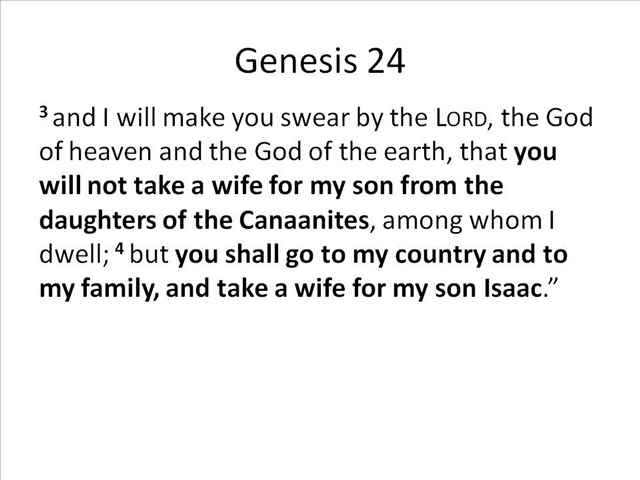 Genesis 24
³ and I will make you swear by the LORD, the God
of heaven and the God of the earth, that you
will not take a wife for my son from the
daughters of the Canaanites, among whom I
dwell; ⁴ but you shall go to my country and to
my family, and take a wife for my son Isaac.”